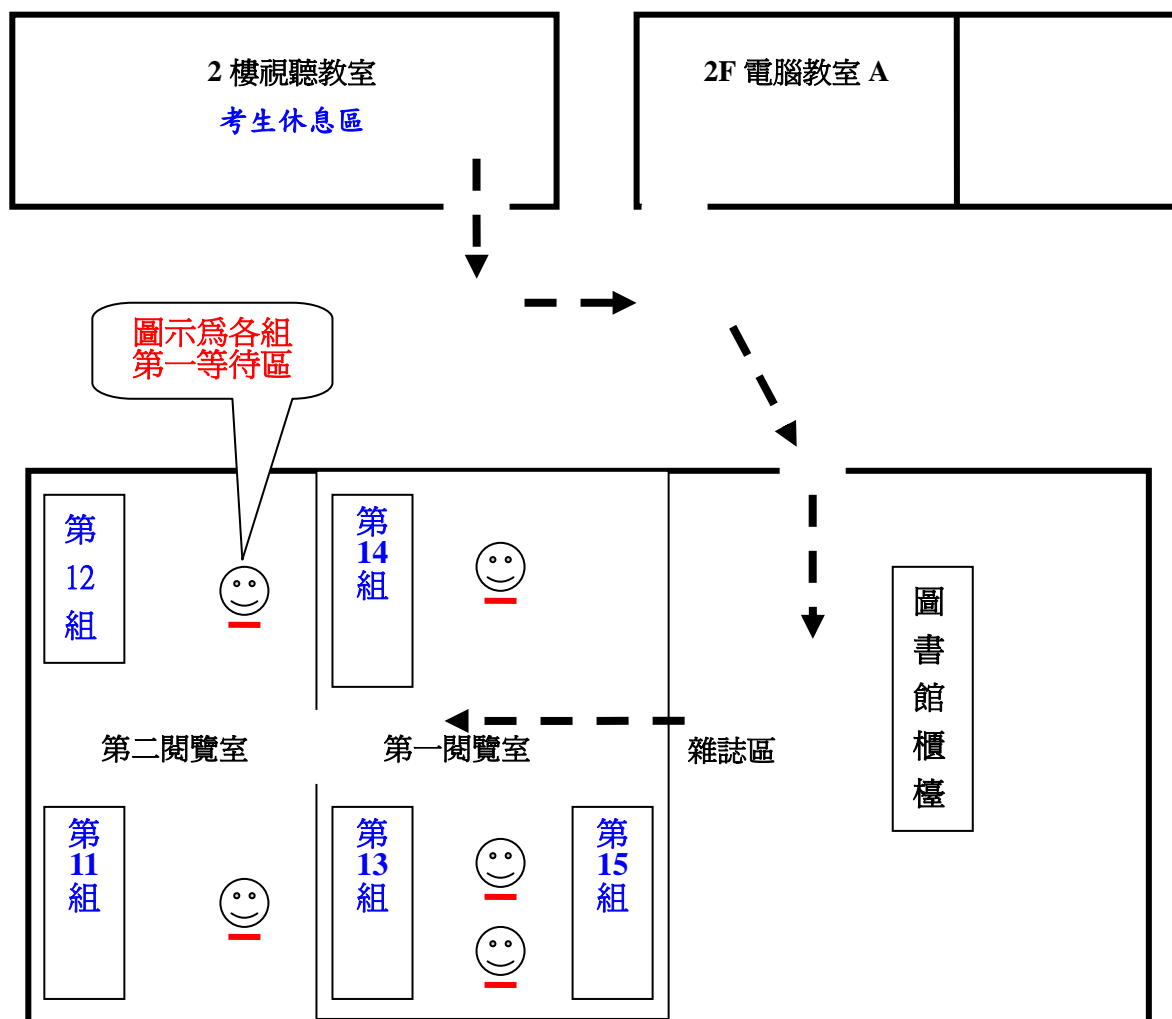 2 樓視聽教室
考生休息區
2F 電腦教室 A
圖示爲各組
第一等待區
第
12
組
第
14
組
圖
書
館
櫃
檯
第二閱覽室
第一閱覽室
雜誌區
第
11
組
第
13
組
第
15
組